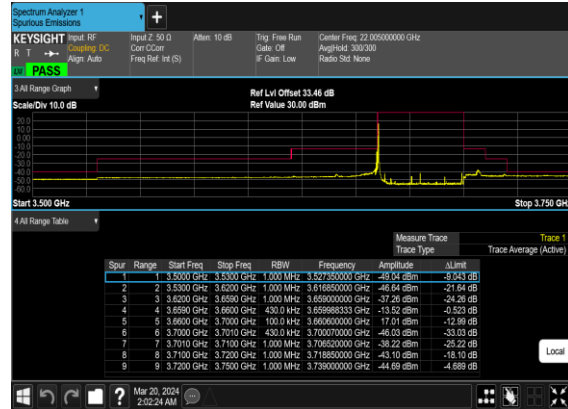 Spectrum Analyzer 1
Spurious Emissions
KEYSIGHT Input: RF Input Z: 50 Ω Atten: 10 dB Trig: Free Run Center Freq: 22.005000000 GHz
R T Coupling: DC Corr CCorr Gate: Off Avg|Hold: 300/300
Align: Auto Freq Ref: Int (S) IF Gain: Low Radio Std: None
PASS
3 All Range Graph
Ref Lvl Offset 33.46 dB
Scale/Div 10.0 dB Ref Value 30.00 dBm
20.0
10.0
0.00
-10.0
-20.0
-30.0
-40.0
-50.0
-60.0
Start 3.500 GHz Stop 3.750 GHz
4 All Range Table
Measure Trace Trace 1
Trace Type Trace Average (Active)
Spur Range Start Freq Stop Freq RBW Frequency Amplitude ΔLimit
1 1 3.5000 GHz 3.5300 GHz 1.000 MHz 3.527350000 GHz -49.04 dBm -9.043 dB
2 2 3.5300 GHz 3.6200 GHz 1.000 MHz 3.616850000 GHz -46.64 dBm -21.64 dB
3 3 3.6200 GHz 3.6590 GHz 1.000 MHz 3.659000000 GHz -37.26 dBm -24.26 dB
4 4 3.6590 GHz 3.6600 GHz 430.0 kHz 3.659988333 GHz -13.52 dBm -0.523 dB
5 5 3.6600 GHz 3.7000 GHz 100.0 kHz 3.660600000 GHz 17.01 dBm -12.99 dB
6 6 3.7000 GHz 3.7010 GHz 430.0 kHz 3.700070000 GHz -46.03 dBm -33.03 dB
7 7 3.7010 GHz 3.7100 GHz 1.000 MHz 3.706520000 GHz -38.22 dBm -25.22 dB
8 8 3.7100 GHz 3.7200 GHz 1.000 MHz 3.718850000 GHz -43.10 dBm -18.10 dB
9 9 3.7200 GHz 3.7500 GHz 1.000 MHz 3.739000000 GHz -44.69 dBm -4.689 dB
Local
Mar 20, 2024
2:02:24 AM